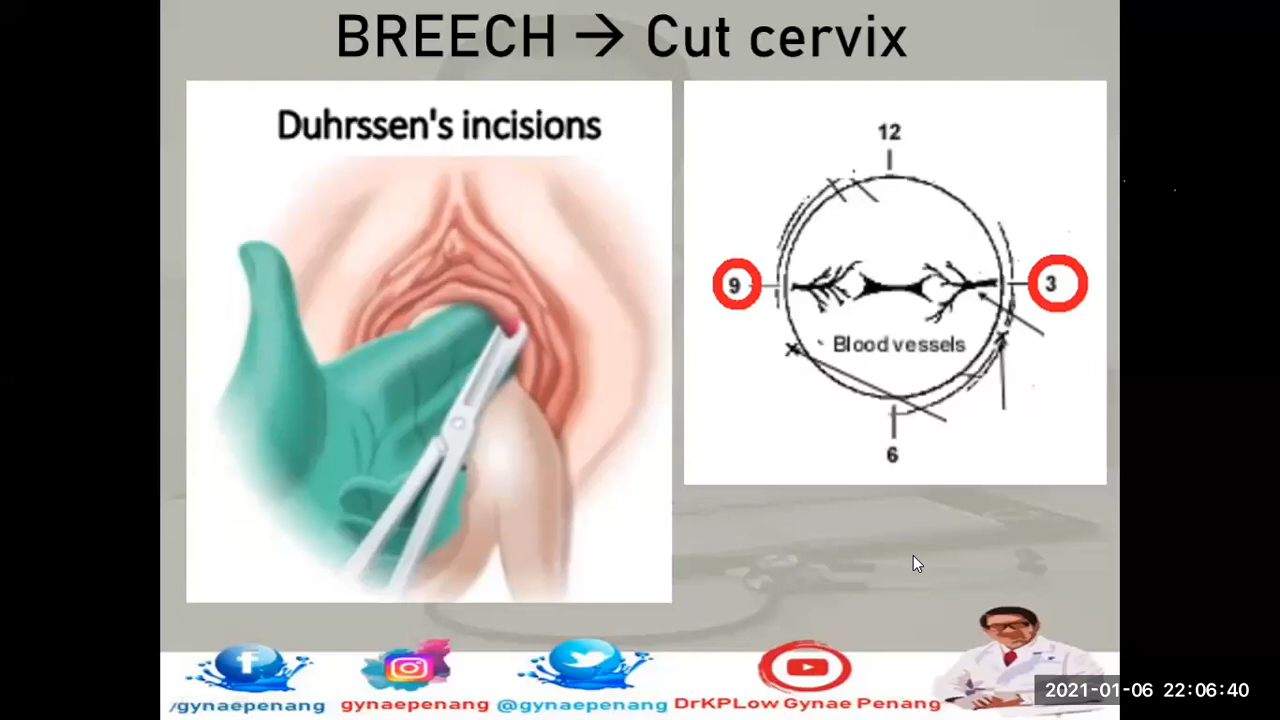 BREECH → Cut cervix
Duhrssen's incisions
12
9
3
Blood vessels
6
/gynaepenang
gynaepenang
@gynaepenang
DrKPLow Gynae Penang
2021-01-06 22:06:40